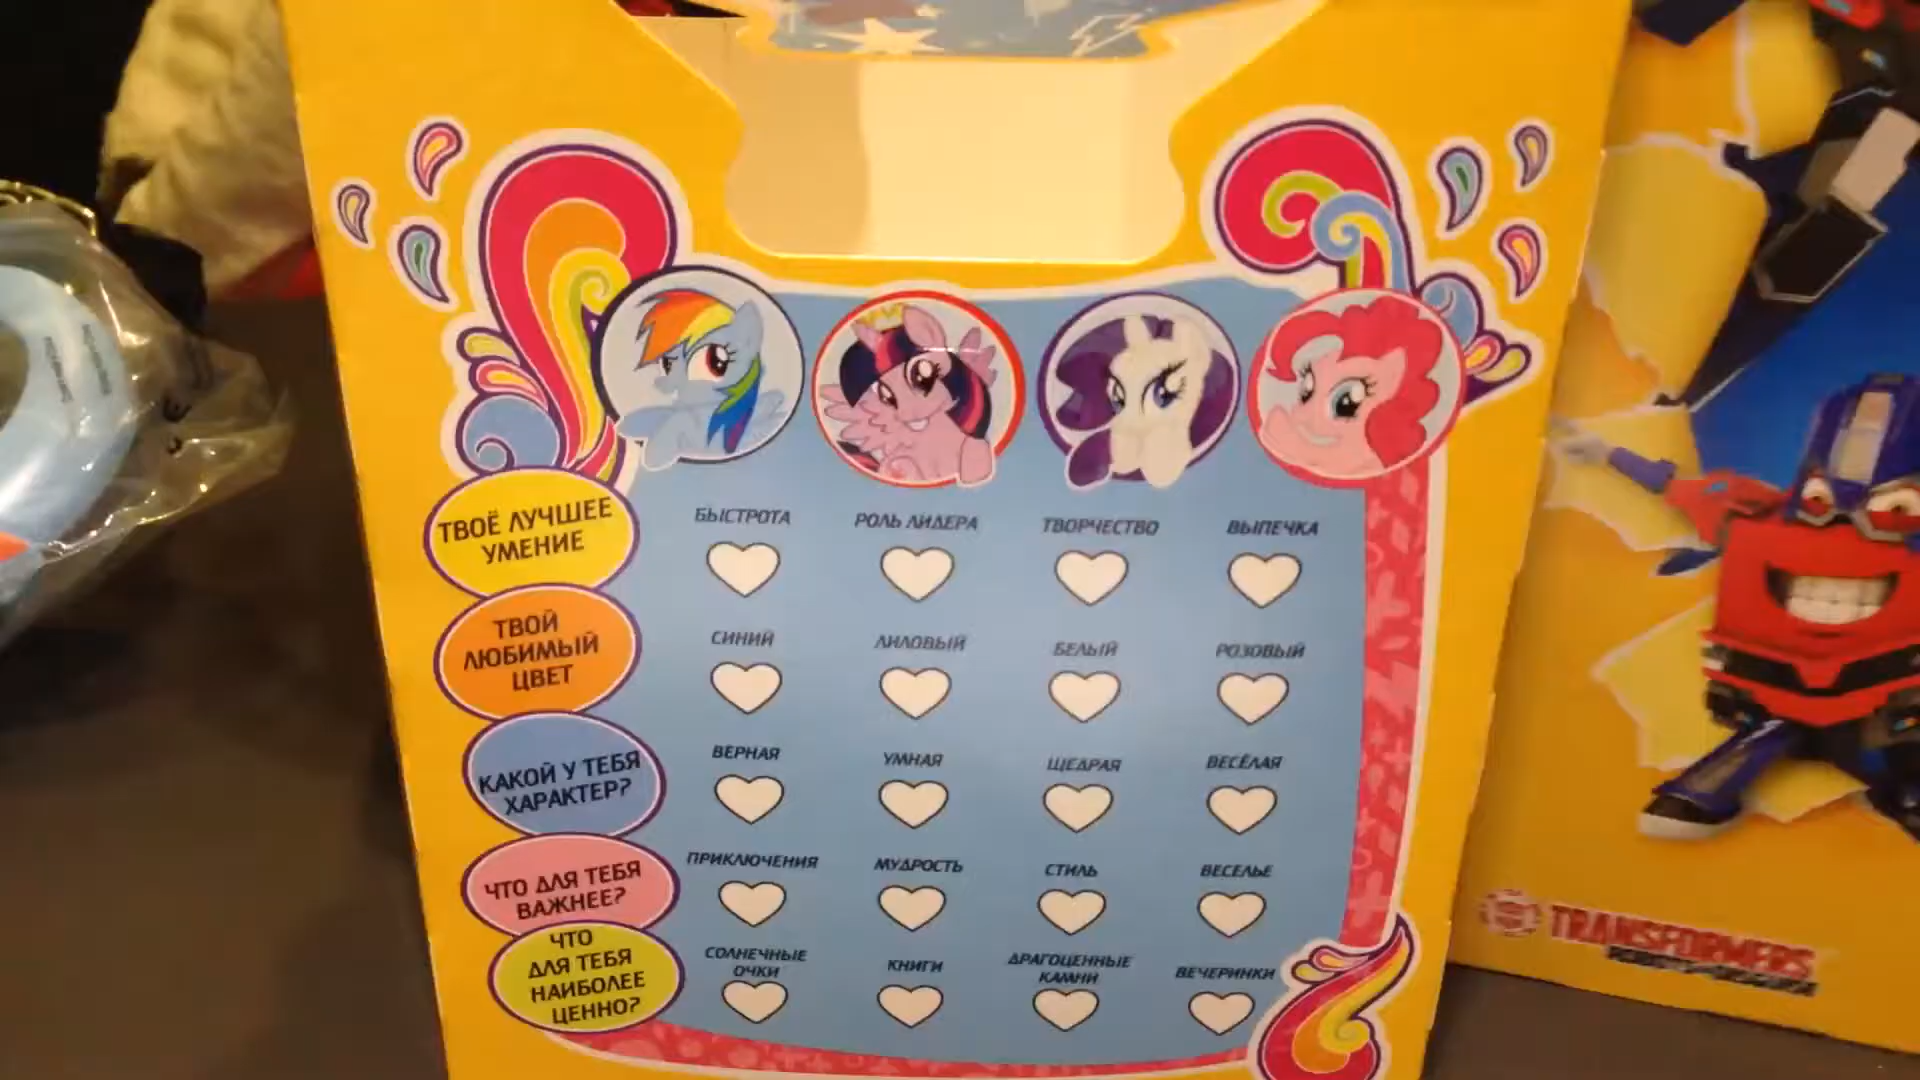 ТВОЁ ЛУЧШЕЕ
УМЕНИЕ
БЫСТРОТА
РОЛЬ ЛИДЕРА
ТВОРЧЕСТВО
ВЫПЕЧКА
ТВОЙ
ЛЮБИМЫЙ
ЦВЕТ
СИНИЙ
ЛИЛОВЫЙ
БЕЛЫЙ
РОЗОВЫЙ
КАКОЙ У ТЕБЯ
ХАРАКТЕР?
ВЕРНАЯ
УМНАЯ
ЩЕДРАЯ
ВЕСЁЛАЯ
ЧТО ДЛЯ ТЕБЯ
ВАЖНЕЕ?
ПРИКЛЮЧЕНИЯ
МУДРОСТЬ
СТИЛЬ
ВЕСЕЛЬЕ
ЧТО
ДЛЯ ТЕБЯ
НАИБОЛЕЕ
ЦЕННО?
СОЛНЕЧНЫЕ
ОЧКИ
КНИГИ
ДРАГОЦЕННЫЕ
КАМНИ
ВЕЧЕРИНКИ
TRANSFORMERS